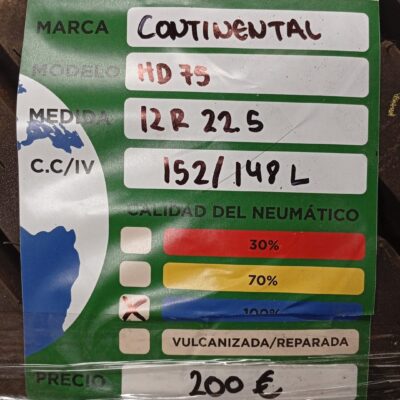 MARCA CONTINENTAL
MODELO HD 75
MEDIDA 12 R 22 5
C.C/IV 152/148 L
CALIDAD DEL NEUMÁTICO
30%
70%
X 100%
VULCANIZADA/REPARADA
PRECIO 200 €